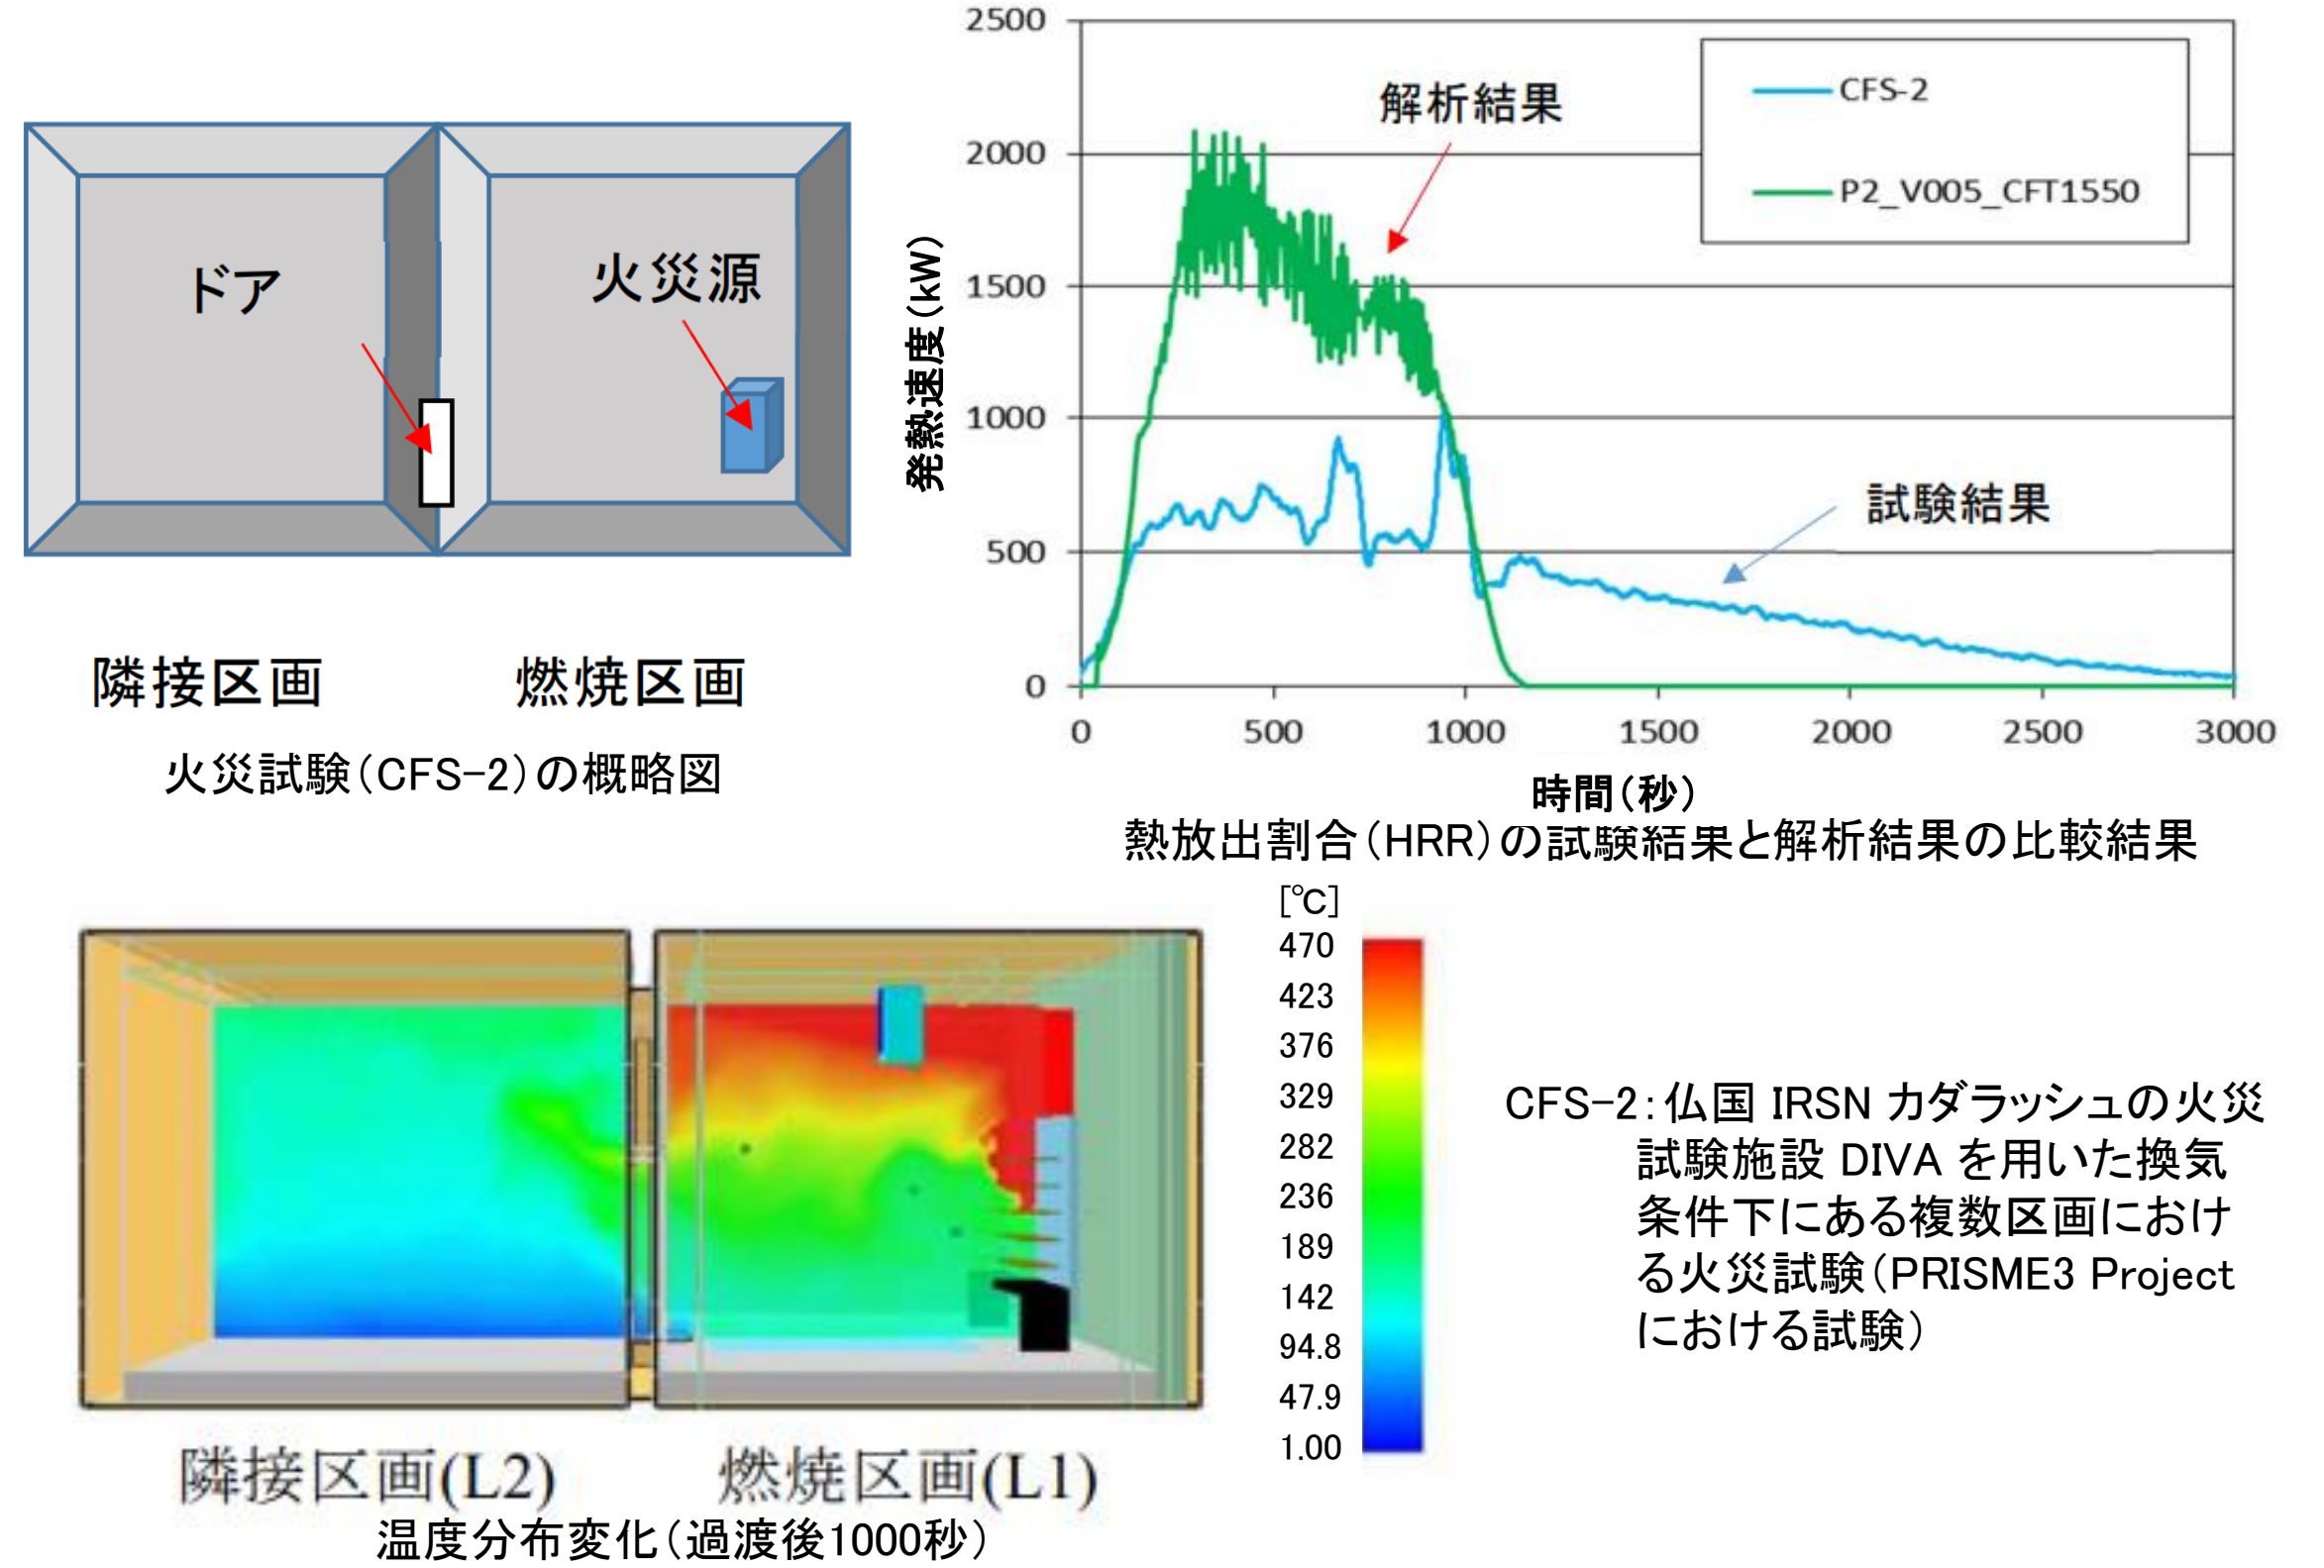 ドア
火災源
隣接区画
燃焼区画
火災試験（CFS-2）の概略図
2500
2000
1500
1000
500
0
発熱速度（kW）
解析結果
CFS-2
P2_V005_CFT1550
試験結果
0 500 1000 1500 2000 2500 3000
時間（秒）
熱放出割合（HRR）の試験結果と解析結果の比較結果
[℃]
470
423
376
329
282
236
189
142
94.8
47.9
1.00
隣接区画(L2)
燃焼区画(L1)
温度分布変化（過渡後1000秒）
CFS-2：仏国 IRSN カダラッシュの火災
試験施設 DIVA を用いた換気
条件下にある複数区画におけ
る火災試験（PRISME3 Project
における試験）